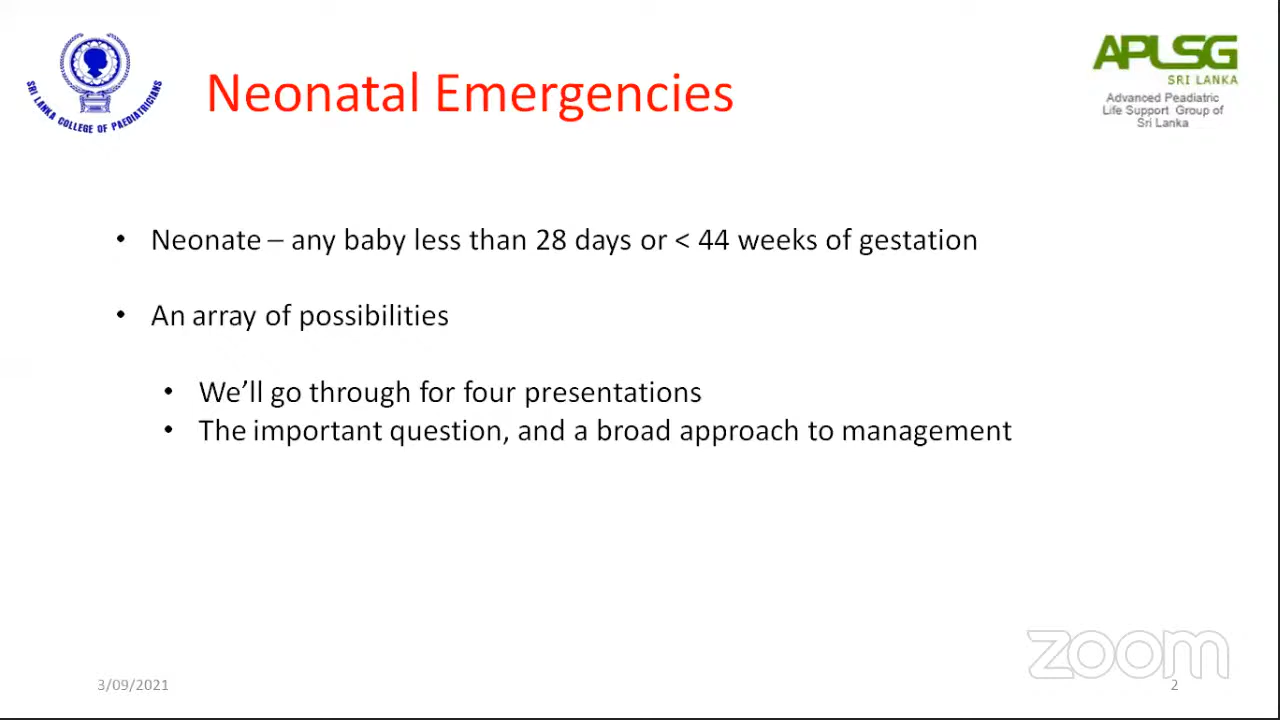 SRI LANKA COLLEGE OF PAEDIATRICIANS
Neonatal Emergencies
APLSG
SRI LANKA
Advanced Peadiatric
Life Support Group of
Sri Lanka
• Neonate – any baby less than 28 days or < 44 weeks of gestation
• An array of possibilities
• We’ll go through for four presentations
• The important question, and a broad approach to management
zoom
3/09/2021
2